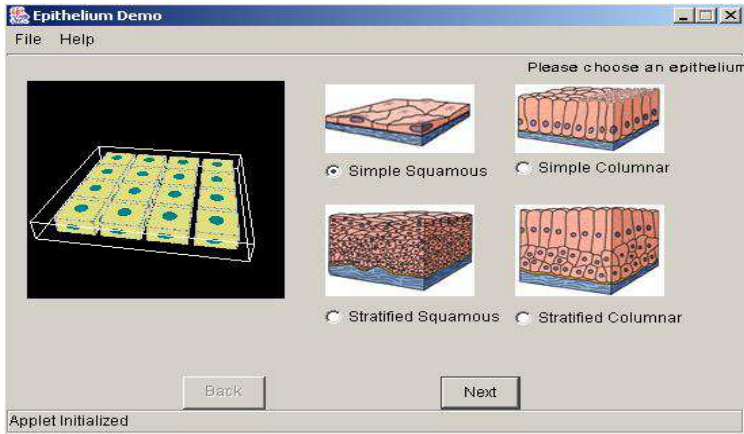 Epithelium Demo
File Help
Please choose an epithelium
Simple Squamous
Simple Columnar
Stratified Squamous
Stratified Columnar
Back
Next
Applet Initialized